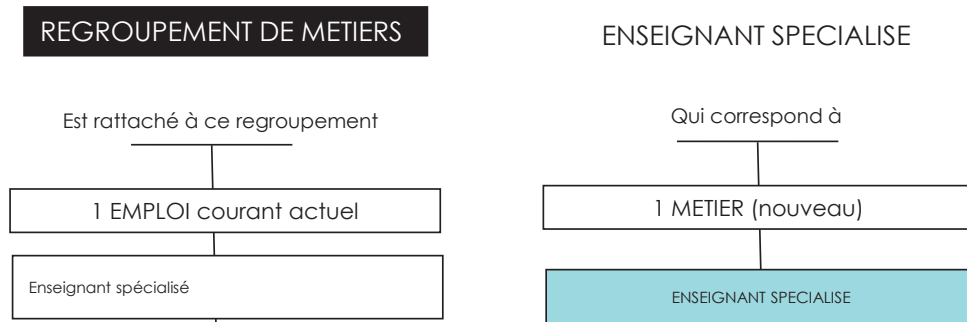 REGROUPEMENT DE METIERS
ENSEIGNANT SPECIALISE
Est rattaché à ce regroupement
Qui correspond à
1 EMPLOI courant actuel
1 METIER (nouveau)
Enseignant spécialisé
ENSEIGNANT SPECIALISE